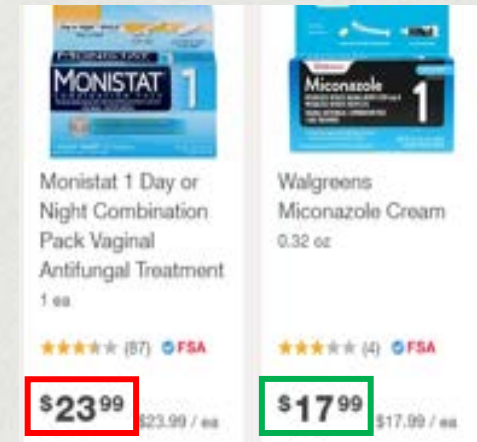 MONISTAT 1
Monistat 1 Day or
Night Combination
Pack Vaginal
Antifungal Treatment
1 ea
(87) FSA
$23.99
$23.99 / ea
Miconazole 1
Walgreens
Miconazole Cream
0.32 oz
(4) FSA
$17.99
$17.99 / ea